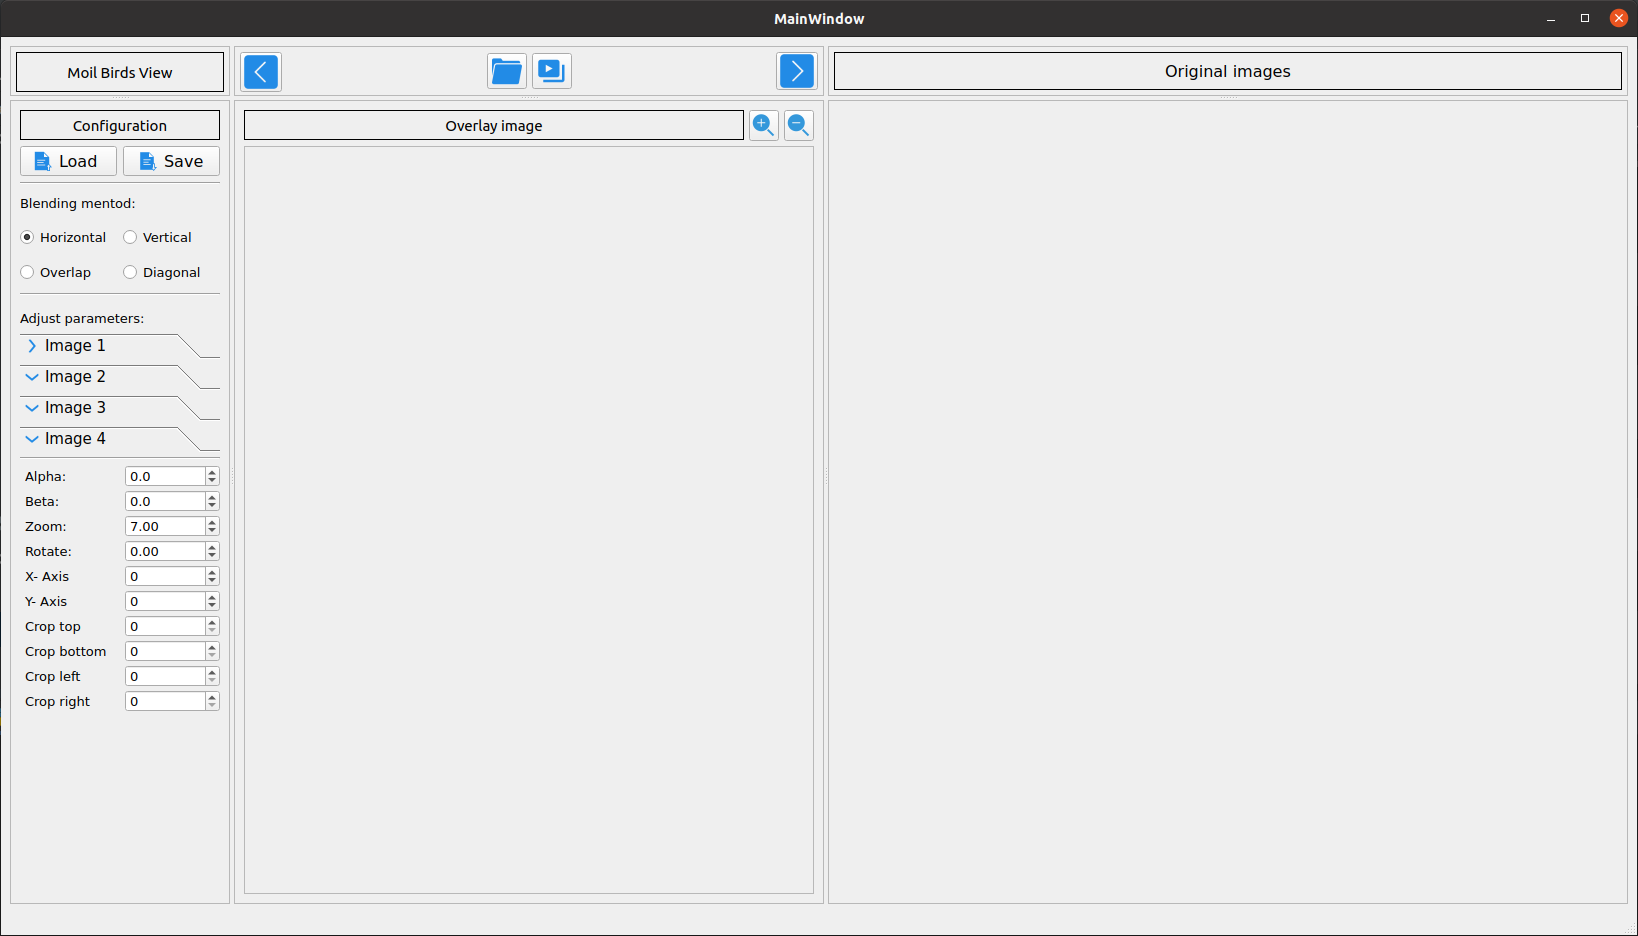 MainWindow
Moil Birds View
Original images
Configuration
Overlay image
Load
Save
Blending mentod:
Horizontal
Vertical
Overlap
Diagonal
Adjust parameters:
Image 1
Image 2
Image 3
Image 4
Alpha: 0.0
Beta: 0.0
Zoom: 7.00
Rotate: 0.00
X- Axis 0
Y- Axis 0
Crop top 0
Crop bottom 0
Crop left 0
Crop right 0